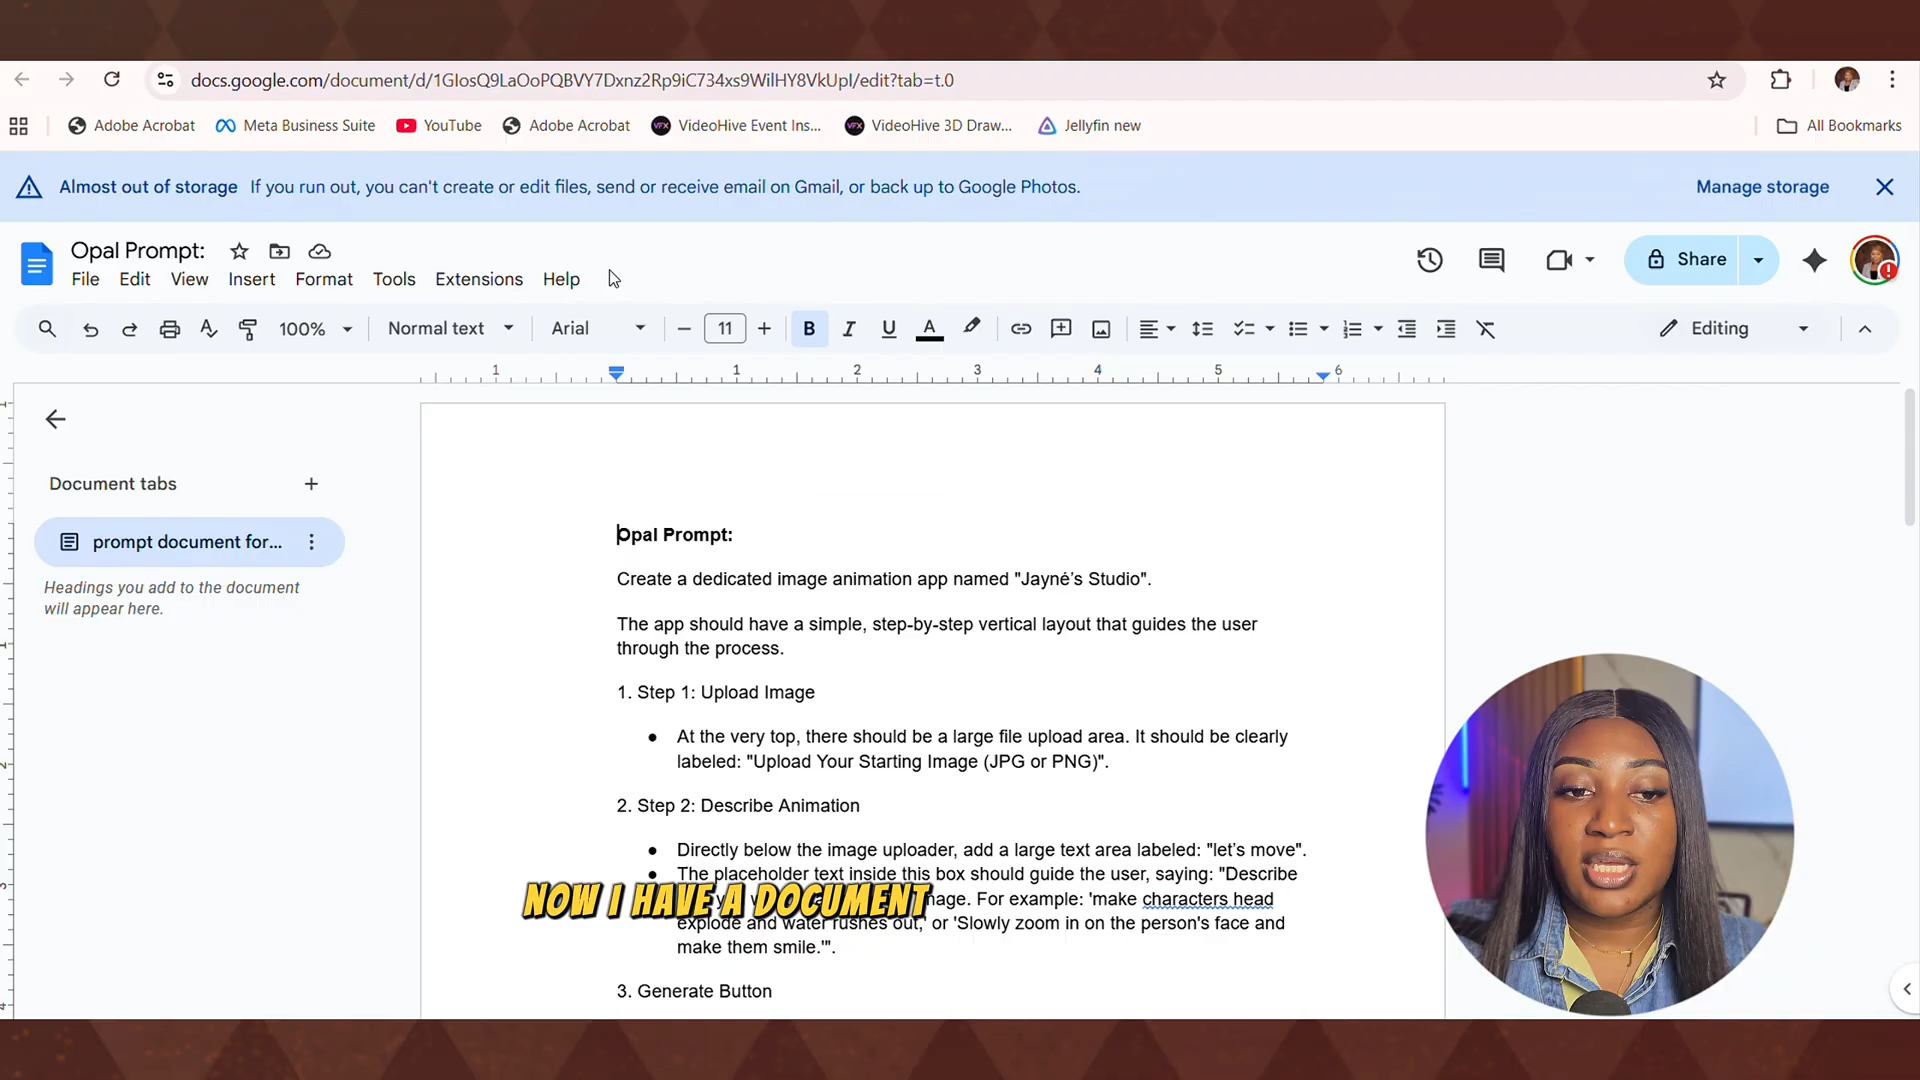 docs.google.com/document/d/1GIosQ9LaOoPQBVY7Dxnz2Rp9iC734xs9WilHY8VkUpI/edit?tab=t.0
Adobe Acrobat
Meta Business Suite
YouTube
Adobe Acrobat
VideoHive Event Ins...
VideoHive 3D Draw...
Jellyfin new
All Bookmarks
Almost out of storage If you run out, you can't create or edit files, send or receive email on Gmail, or back up to Google Photos.
Manage storage
Opal Prompt:
File Edit View Insert Format Tools Extensions Help
Share
100% Normal text Arial 11 B I U A Editing
1 1 2 3 4 5 6
Document tabs
prompt document for...
Headings you add to the document
will appear here.
Opal Prompt:
Create a dedicated image animation app named "Jayné’s Studio".
The app should have a simple, step-by-step vertical layout that guides the user
through the process.
1. Step 1: Upload Image
● At the very top, there should be a large file upload area. It should be clearly
labeled: "Upload Your Starting Image (JPG or PNG)".
2. Step 2: Describe Animation
● Directly below the image uploader, add a large text area labeled: "let’s move".
● The placeholder text inside this box should guide the user, saying: "Describe
For example: 'make characters head
explode and water rushes out,' or 'Slowly zoom in on the person's face and
make them smile.'".
3. Generate Button
NOW I HAVE A DOCUMENT